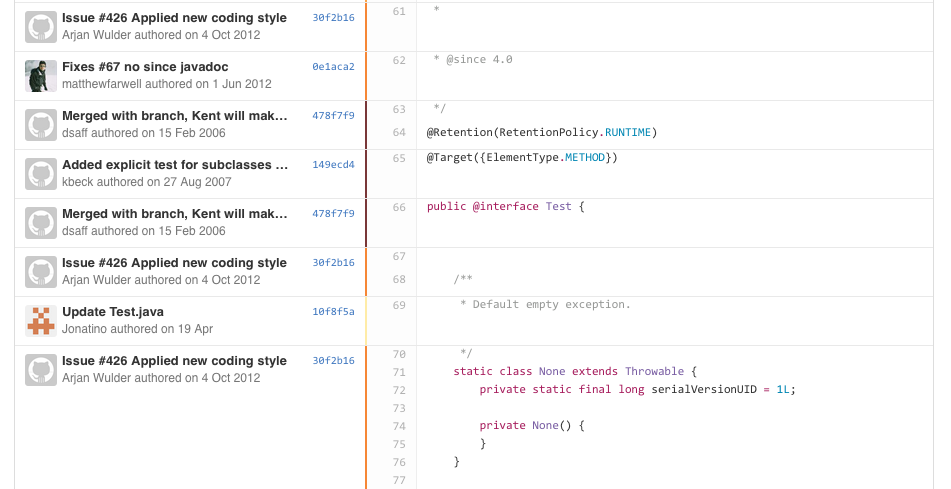 Issue #426 Applied new coding style 30f2b16 61 *
Arjan Wulder authored on 4 Oct 2012
Fixes #67 no since javadoc 0e1aca2 62 * @since 4.0
matthewfarwell authored on 1 Jun 2012
Merged with branch, Kent will mak… 478f7f9 63 */
dsaff authored on 15 Feb 2006 64 @Retention(RetentionPolicy.RUNTIME)
Added explicit test for subclasses … 149ecd4 65 @Target({ElementType.METHOD})
kbeck authored on 27 Aug 2007
Merged with branch, Kent will mak… 478f7f9 66 public @interface Test {
dsaff authored on 15 Feb 2006
Issue #426 Applied new coding style 30f2b16 67
Arjan Wulder authored on 4 Oct 2012 68 /**
Update Test.java 10f8f5a 69 * Default empty exception.
Jonatino authored on 19 Apr
Issue #426 Applied new coding style 30f2b16 70 */
Arjan Wulder authored on 4 Oct 2012 71 static class None extends Throwable {
72 private static final long serialVersionUID = 1L;
73
74 private None() {
75 }
76 }
77